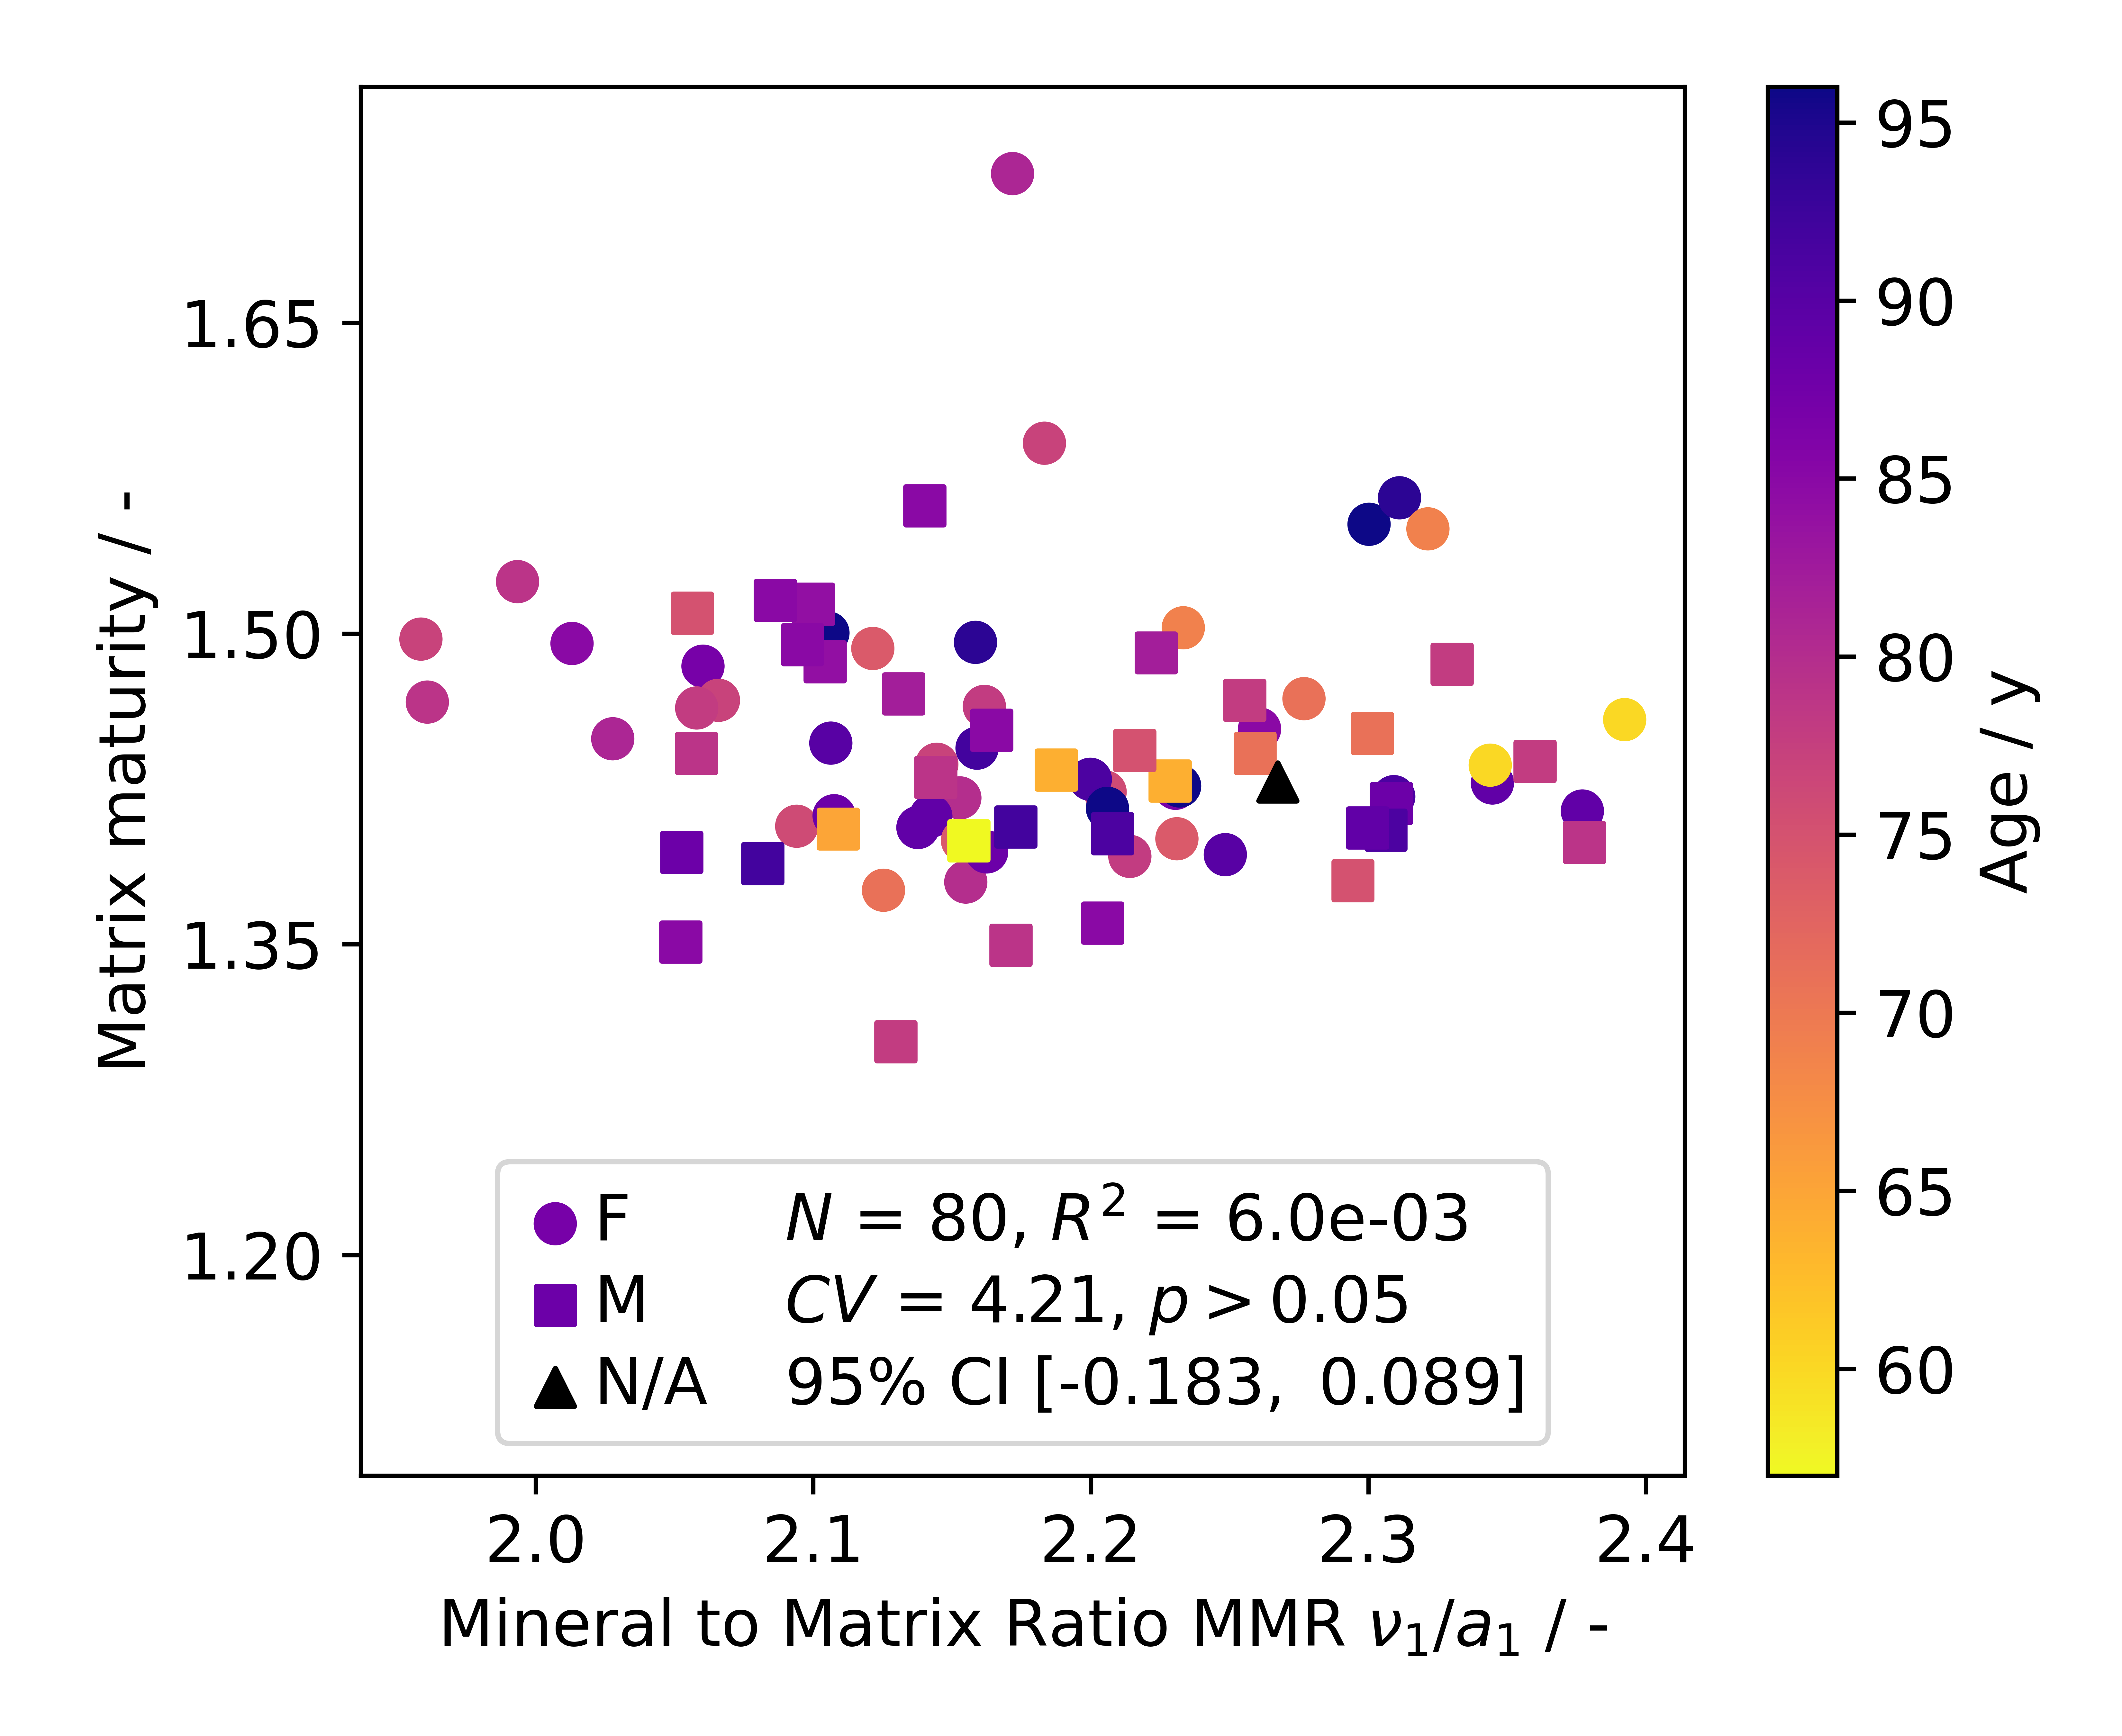 Matrix maturity / -
1.65
1.50
1.35
1.20
F N = 80, R² = 6.0e-03
M CV = 4.21, p > 0.05
N/A 95% CI [-0.183, 0.089]
2.0 2.1 2.2 2.3 2.4
Mineral to Matrix Ratio MMR ν₁/a₁ / -
95
90
85
80
75
70
65
60
Age / y